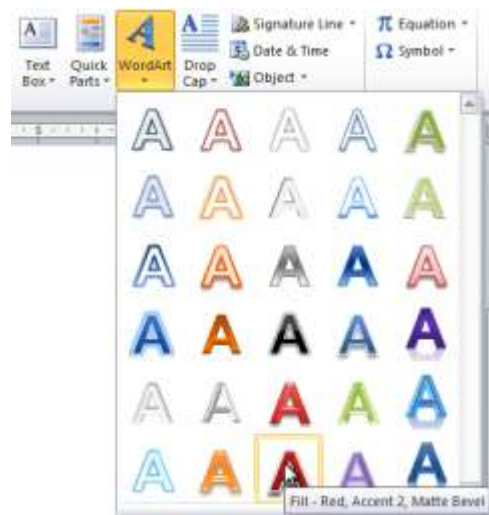 Signature Line
Equation
Date & Time
Symbol
Text Box
Quick Parts
WordArt
Drop Cap
Object
A A A A A
A A A A A
A A A A A
A A A A A
A A A A A
A A A A A
Fill - Red, Accent 2, Matte Bevel